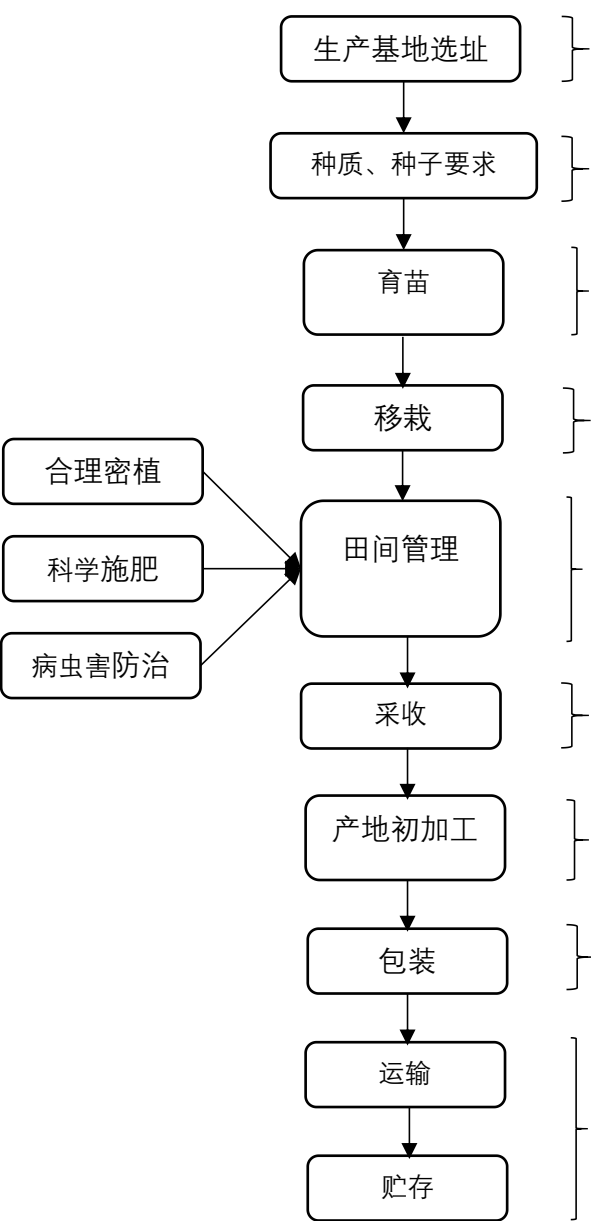 生产基地选址
种质、种子要求
育苗
移栽
合理密植
科学施肥
病虫害防治
田间管理
采收
产地初加工
包装
运输
贮存